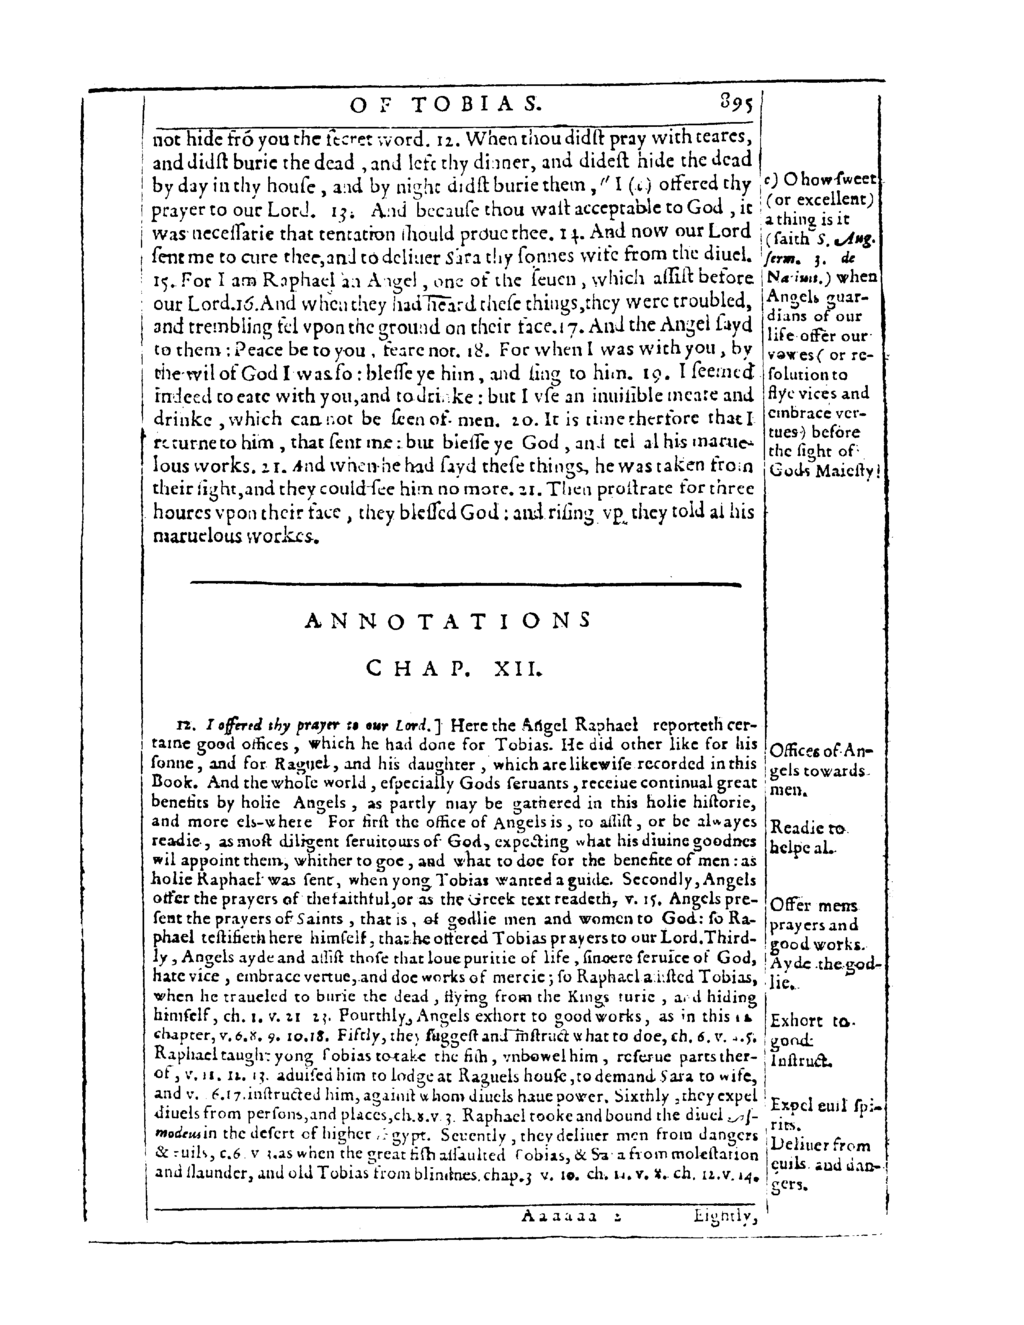 OF TOBIAS. 895
not hide frō you the ſecret word. 12. When thou didſt pray with teares,
and didſt burie the dead, and left thy dinner, and dideſt hide the dead
by day in thy houſe, and by night didſt burie them, " I (c) offered thy
prayer to our Lord. 13. And becauſe thou waſt acceptable to God, it
was neceſſarie that tentation ſhould proue thee. 14. And now our Lord
ſent me to cure thee, and to deliuer Sara thy ſonnes wife from the diuel.
15. For I am Raphael an Angel, one of the ſeuen, which aſſiſt before
our Lord. 16. And when they had heard theſe things, they were troubled,
and trembling fel vpon the ground on their face. 17. And the Angel ſayd
to them: Peace be to you, feare not. 18. For when I was with you, by
the wil of God I was ſo: bleſſe ye him, and ſing to him. 19. I ſeemed
indeed to eate with you, and to drinke: but I vſe an inuiſible meate and
drinke, which can not be ſeen of men. 20. It is time therfore that I
returne to him, that ſent me: but bleſſe ye God, and tel al his marue-
lous works. 21. And when he had ſayd theſe things, he was taken from
their ſight, and they could ſee him no more. 21. Then proſtrate for three
houres vpon their face, they bleſſed God: and riſing vp, they told al his
maruelous workes.
c) O how ſweet
(or excellent)
a thing is it
(ſaith S. Aug.
ſerm. 3. de
Natiuit.) when
Angels guar-
dians of our
life offer our
vowes (or re-
ſolution to
flye vices and
embrace ver-
tues) before
the ſight of
Gods Maieſty!
ANNOTATIONS
CHAP. XII.
12. I offered thy prayer to our Lord.] Here the Angel Raphael reporteth cer-
taine good offices, which he had done for Tobias. He did other like for his
ſonne, and for Raguel, and his daughter, which are likewiſe recorded in this
Book. And the whole world, eſpecially Gods ſeruants, receiue continual great
benefits by holie Angels, as partly may be gathered in this holie hiſtorie,
and more els-where For firſt the office of Angels is, to aſſiſt, or be alwayes
readie, as moſt diligent ſeruitours of God, expecting what his diuine goodnes
wil appoint them, whither to goe, and what to doe for the benefite of men: as
holie Raphael was ſent, when yong Tobias wanted a guide. Secondly, Angels
offer the prayers of the faithful, or as the Greek text readeth, v. 15. Angels pre-
ſent the prayers of Saints, that is, of godlie men and women to God: ſo Ra-
phael teſtifieth here himſelf, that he offered Tobias prayers to our Lord. Third-
ly, Angels ayde and aſſiſt thoſe that loue puritie of life, ſincere ſeruice of God,
hate vice, embrace vertue, and doe works of mercie; ſo Raphael aſſiſted Tobias,
when he traueled to burie the dead, flying from the Kings furie, and hiding
himſelf, ch. 1. v. 21 23. Fourthly, Angels exhort to good works, as in this 12
chapter, v. 6. 8. 9. 10. 18. Fiftly, they ſuggeſt and inſtruct what to doe, ch. 6. v. 4. 5.
Raphael taught yong Tobias to take the fiſh, vnbowel him, reſerue parts ther-
of, v. 11. 12. 13. aduiſed him to lodge at Raguels houſe, to demand Sara to wife,
and v. 16. 17. inſtructed him, againſt whom diuels haue power. Sixthly, they expel
diuels from perſons, and places, ch. 8. v. 3. Raphael tooke and bound the diuel Aſ-
modeus in the deſert of higher Ægypt. Seuently, they deliuer men from dangers
& euils, c. 6. v 3. as when the great fiſh aſſaulted Tobias, & Sara from moleſtation
and ſlaunder, and old Tobias from blindnes. chap. 3 v. 10. ch. 11. v. 8. ch. 12. v. 14.
Offices of An-
gels towards
men.
Readie to
helpe al.
Offer mens
prayers and
good works.
Ayde the god-
lie.
Exhort to
good:
Inſtruct.
Expel euil ſpi-
rits.
Deliuer from
euils and dan-
gers.
Aaaaaa 2 Eightly,